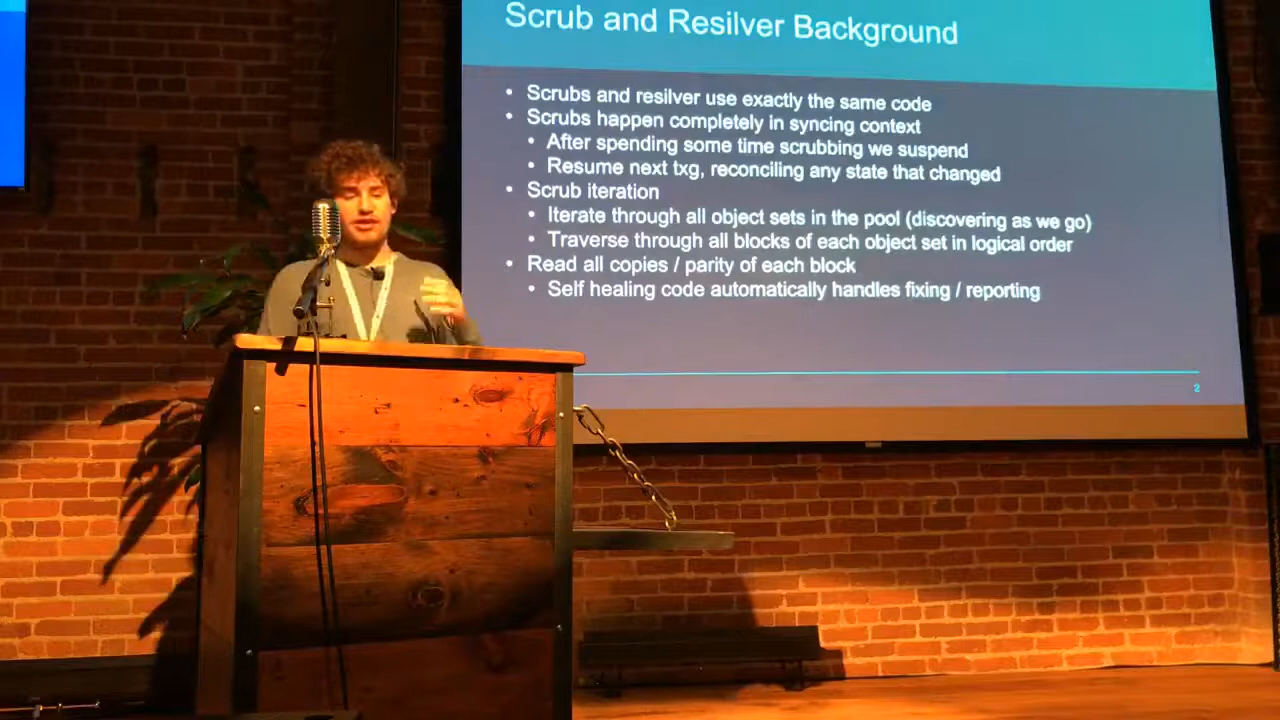 Scrub and Resilver Background
• Scrubs and resilver use exactly the same code
• Scrubs happen completely in syncing context
• After spending some time scrubbing we suspend
• Resume next txg, reconciling any state that changed
• Scrub iteration
• Iterate through all object sets in the pool (discovering as we go)
• Traverse through all blocks of each object set in logical order
• Read all copies / parity of each block
• Self healing code automatically handles fixing / reporting
2